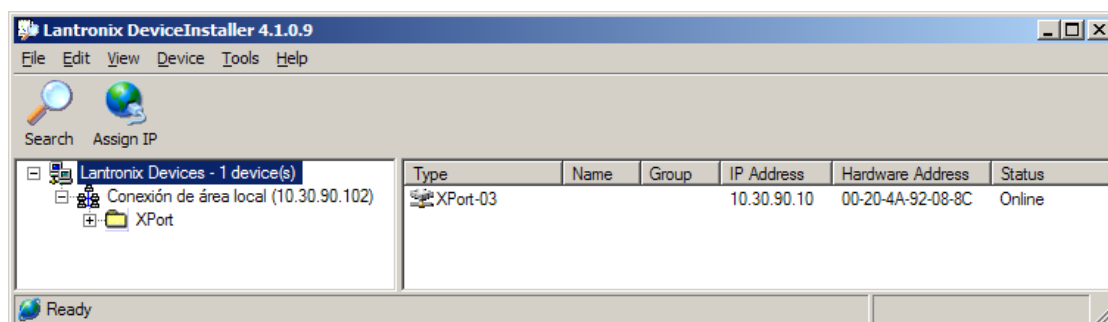 Lantronix DeviceInstaller 4.1.0.9
File Edit View Device Tools Help
Search Assign IP
Lantronix Devices - 1 device(s)
Conexión de área local (10.30.90.102)
XPort
Type Name Group IP Address Hardware Address Status
XPort-03 10.30.90.10 00-20-4A-92-08-8C Online
Ready